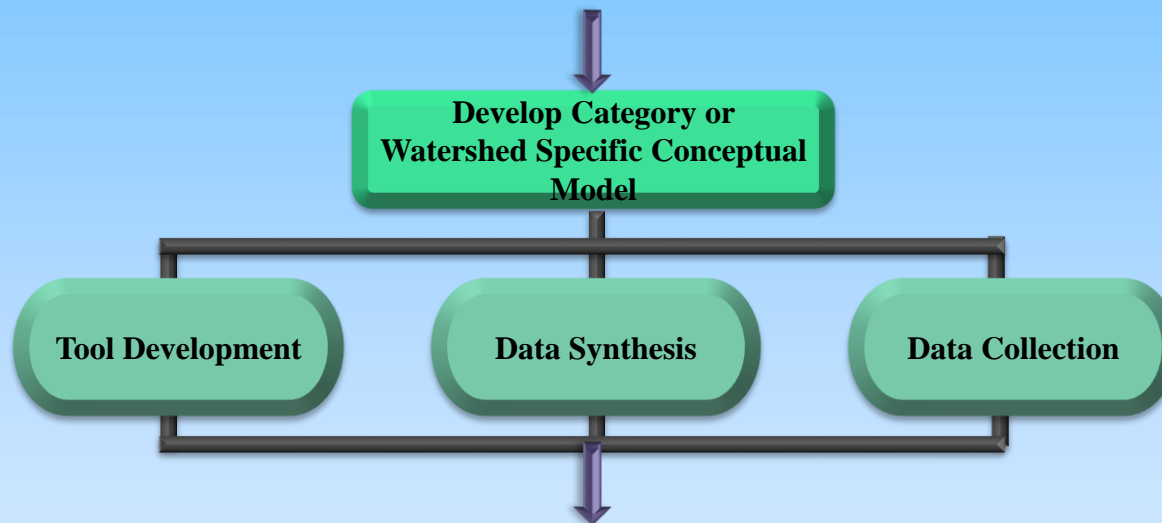 Develop Category or
Watershed Specific Conceptual
Model
Tool Development
Data Synthesis
Data Collection